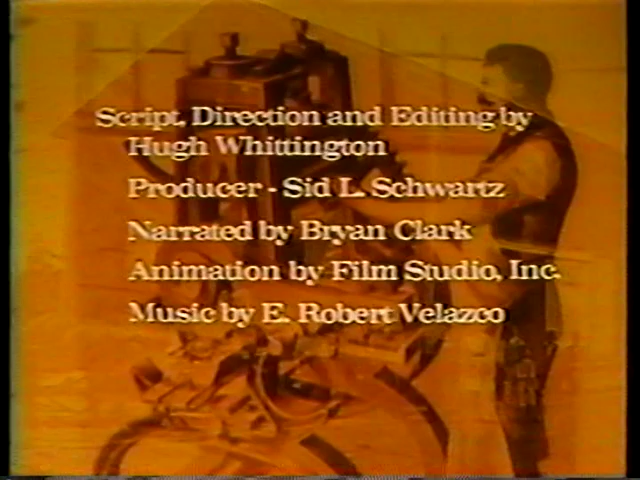 Script, Direction and Editing by
Hugh Whittington
Producer - Sid L. Schwartz
Narrated by Bryan Clark
Animation by Film Studio, Inc.
Music by E. Robert Velazco